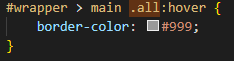 #wrapper > main .all:hover {
border-color: #999;
}